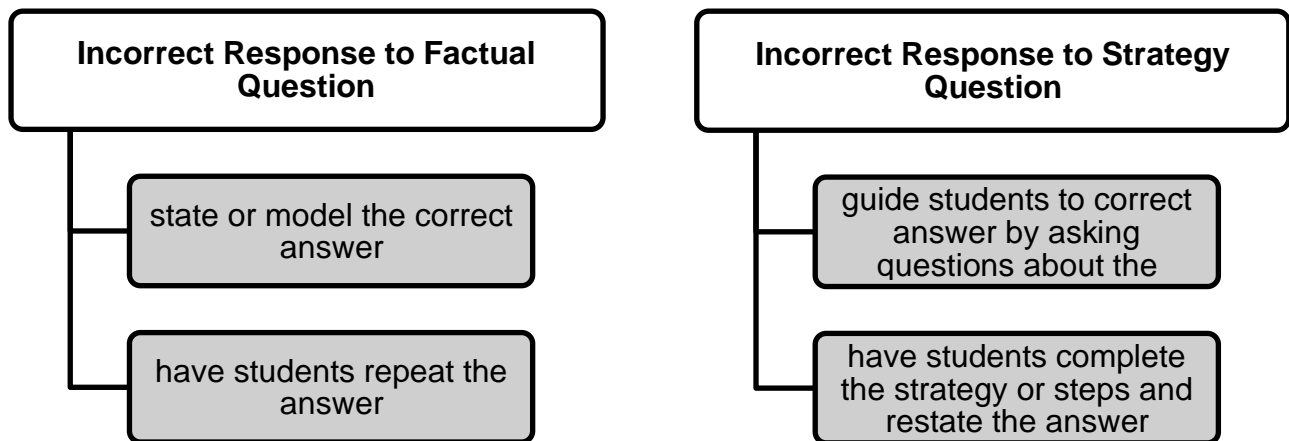 Incorrect Response to Factual
Question
state or model the correct
answer
have students repeat the
answer
Incorrect Response to Strategy
Question
guide students to correct
answer by asking
questions about the
have students complete
the strategy or steps and
restate the answer